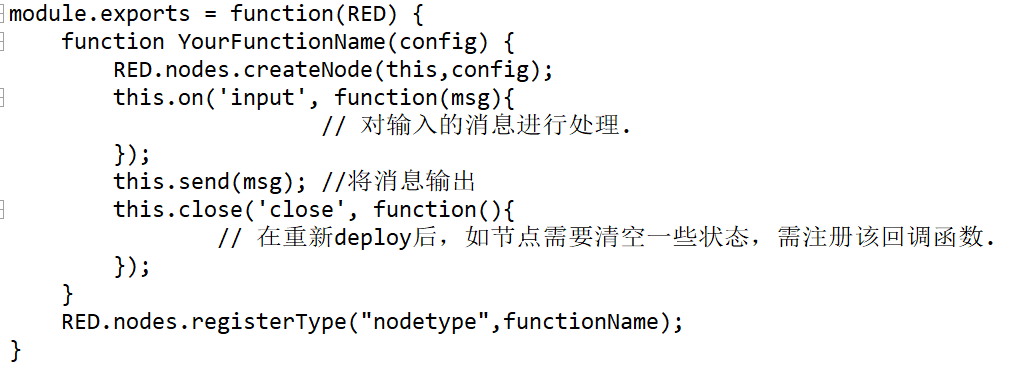 module.exports = function(RED) {
    function YourFunctionName(config) {
        RED.nodes.createNode(this,config);
        this.on('input', function(msg){
                        // 对输入的消息进行处理.
        });
        this.send(msg); //将消息输出
        this.close('close', function(){
                // 在重新deploy后，如节点需要清空一些状态，需注册该回调函数.
        });
    }
    RED.nodes.registerType("nodetype",functionName);
}